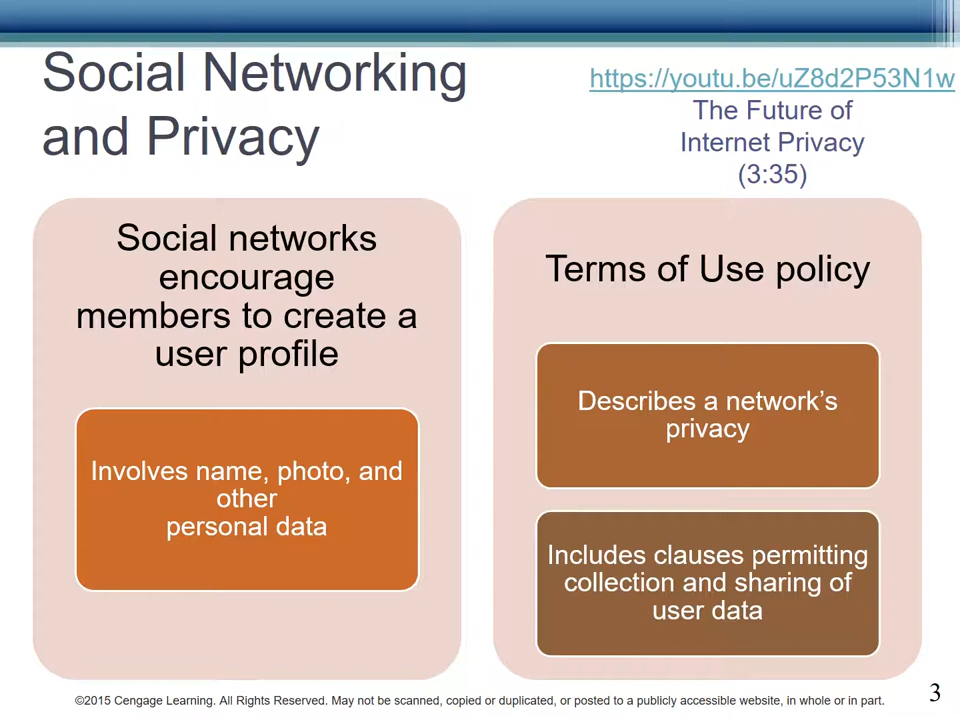 Social Networking
and Privacy
https://youtu.be/uZ8d2P53N1w
The Future of
Internet Privacy
(3:35)
Social networks
encourage
members to create a
user profile
Involves name, photo, and
other
personal data
Terms of Use policy
Describes a network’s
privacy
Includes clauses permitting
collection and sharing of
user data
©2015 Cengage Learning. All Rights Reserved. May not be scanned, copied or duplicated, or posted to a publicly accessible website, in whole or in part.
3